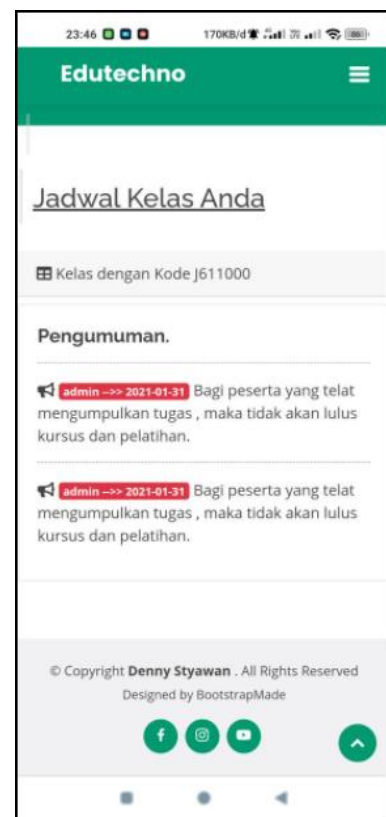 23:46 170KB/d
Edutechno
Jadwal Kelas Anda
Kelas dengan Kode J611000
Pengumuman.
admin -->> 2021-01-31 Bagi peserta yang telat
mengumpulkan tugas , maka tidak akan lulus
kursus dan pelatihan.
admin -->> 2021-01-31 Bagi peserta yang telat
mengumpulkan tugas , maka tidak akan lulus
kursus dan pelatihan.
© Copyright Denny Styawan . All Rights Reserved
Designed by BootstrapMade